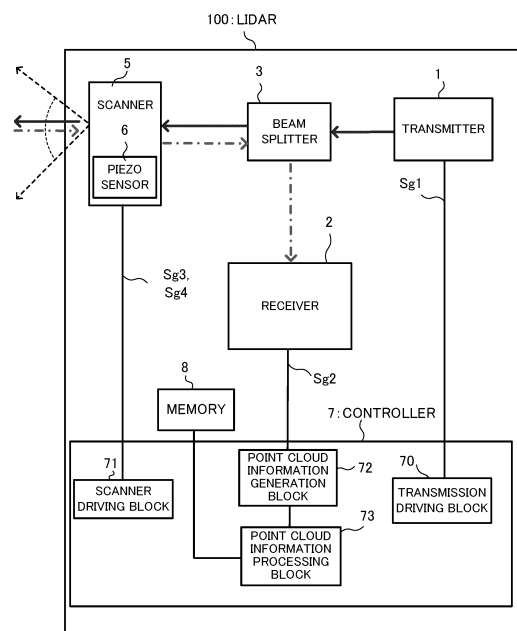 100:LIDAR
5
3
1
SCANNER
6
PIEZO
SENSOR
BEAM
SPLITTER
TRANSMITTER
Sg1
2
RECEIVER
Sg3,
Sg4
Sg2
8
MEMORY
7:CONTROLLER
71
SCANNER
DRIVING BLOCK
POINT CLOUD
INFORMATION
GENERATION
BLOCK
72
70
TRANSMISSION
DRIVING BLOCK
POINT CLOUD
INFORMATION
PROCESSING
BLOCK
73